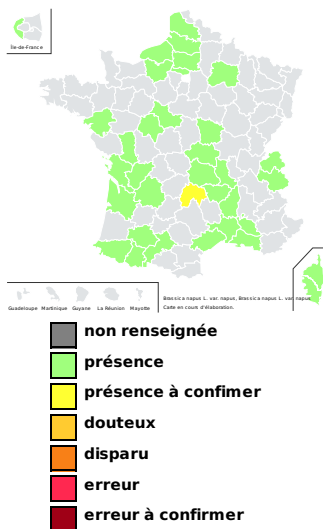 Île-de-France
Guadeloupe Martinique Guyane La Réunion Mayotte
Brassica napus L. var. napus, Brassica napus L. var. napus
Carte en cours d'élaboration.
non renseignée
présence
présence à confimer
douteux
disparu
erreur
erreur à confirmer